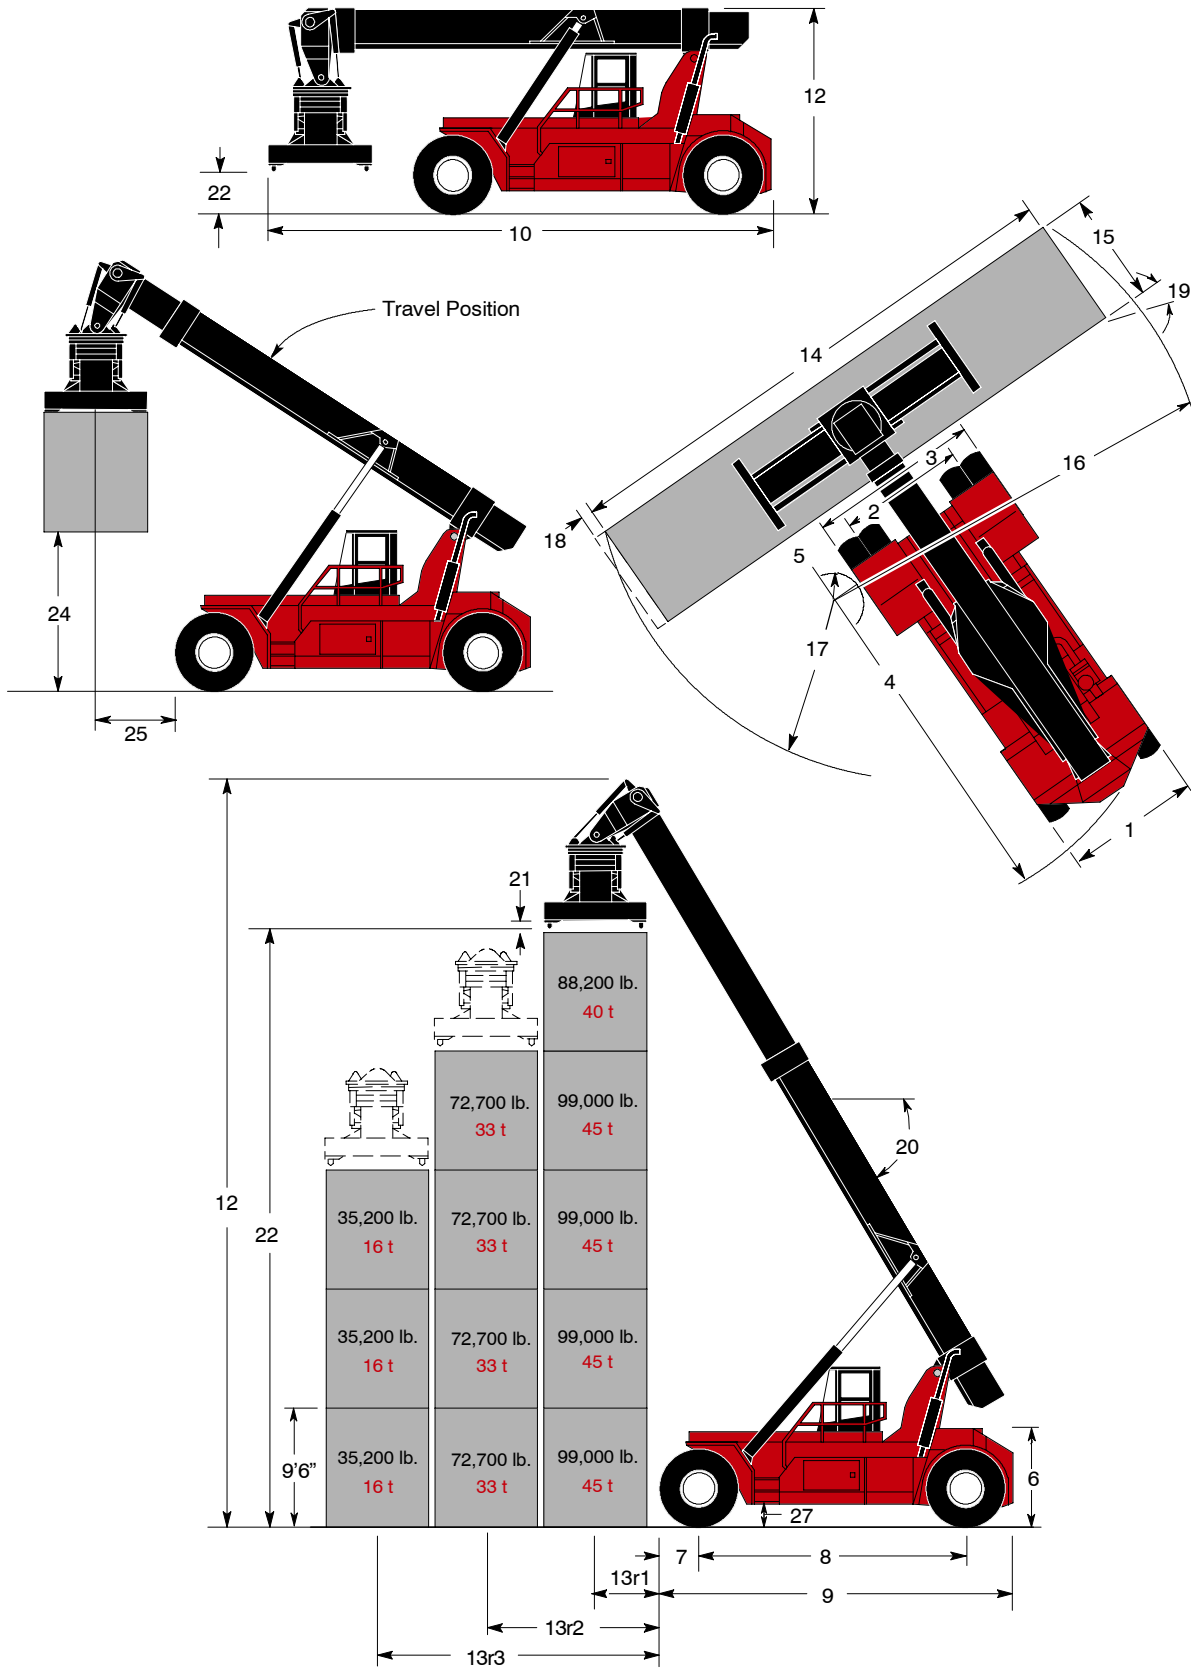 12
22
10
Travel Position
15
19
14
3
16
2
18
5
17
4
24
25
1
21
88,200 lb.
40 t
72,700 lb.
33 t
99,000 lb.
45 t
20
12
22
35,200 lb.
16 t
72,700 lb.
33 t
99,000 lb.
45 t
35,200 lb.
16 t
72,700 lb.
33 t
99,000 lb.
45 t
9’6”
35,200 lb.
16 t
72,700 lb.
33 t
99,000 lb.
45 t
6
27
7
8
13r1
9
13r2
13r3